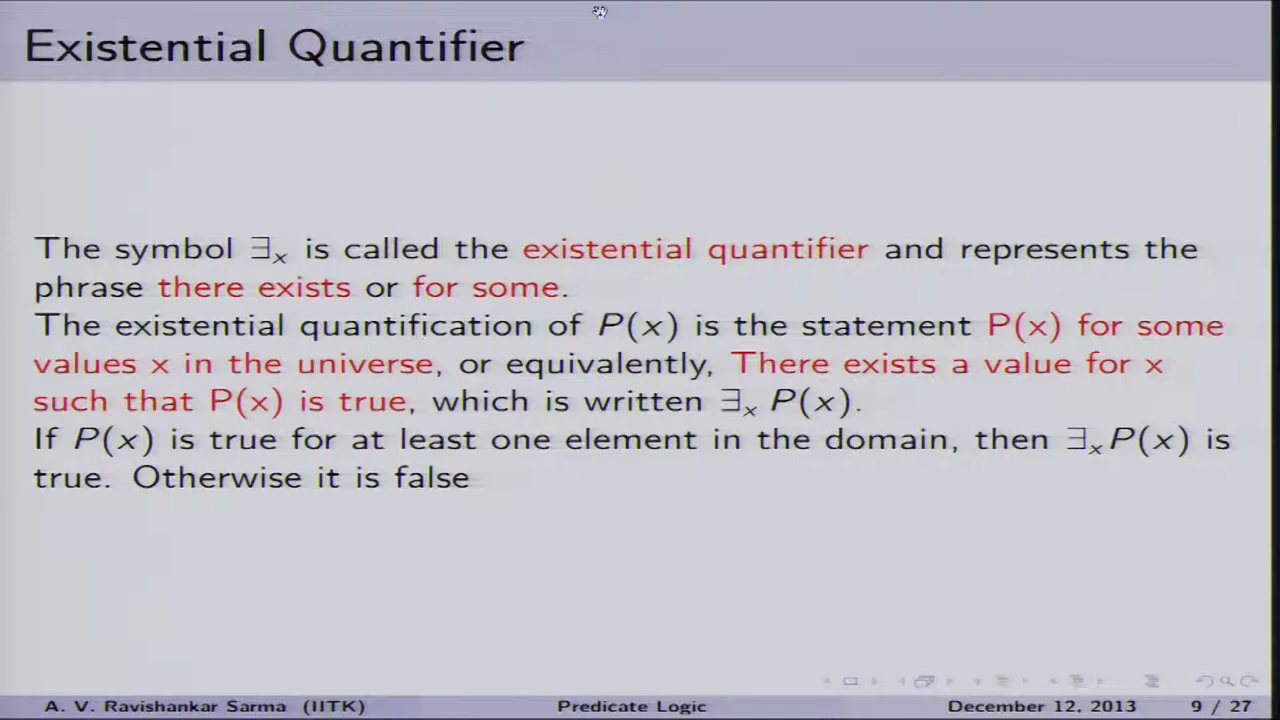 Existential Quantifier
The symbol ∃ₓ is called the existential quantifier and represents the
phrase there exists or for some.
The existential quantification of P(x) is the statement P(x) for some
values x in the universe, or equivalently, There exists a value for x
such that P(x) is true, which is written ∃ₓ P(x).
If P(x) is true for at least one element in the domain, then ∃ₓP(x) is
true. Otherwise it is false
A. V. Ravishankar Sarma (IITK) Predicate Logic December 12, 2013 9 / 27